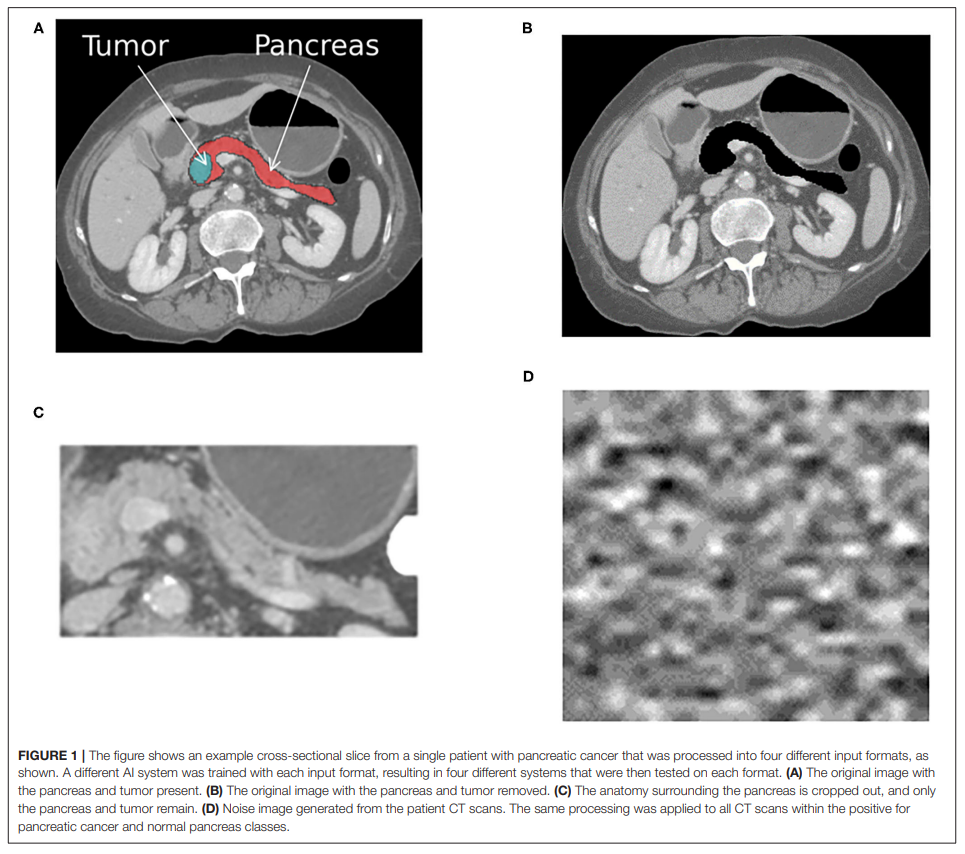 A
B
Tumor
Pancreas
D
C
FIGURE 1 | The figure shows an example cross-sectional slice from a single patient with pancreatic cancer that was processed into four different input formats, as
shown. A different AI system was trained with each input format, resulting in four different systems that were then tested on each format. (A) The original image with
the pancreas and tumor present. (B) The original image with the pancreas and tumor removed. (C) The anatomy surrounding the pancreas is cropped out, and only
the pancreas and tumor remain. (D) Noise image generated from the patient CT scans. The same processing was applied to all CT scans within the positive for
pancreatic cancer and normal pancreas classes.